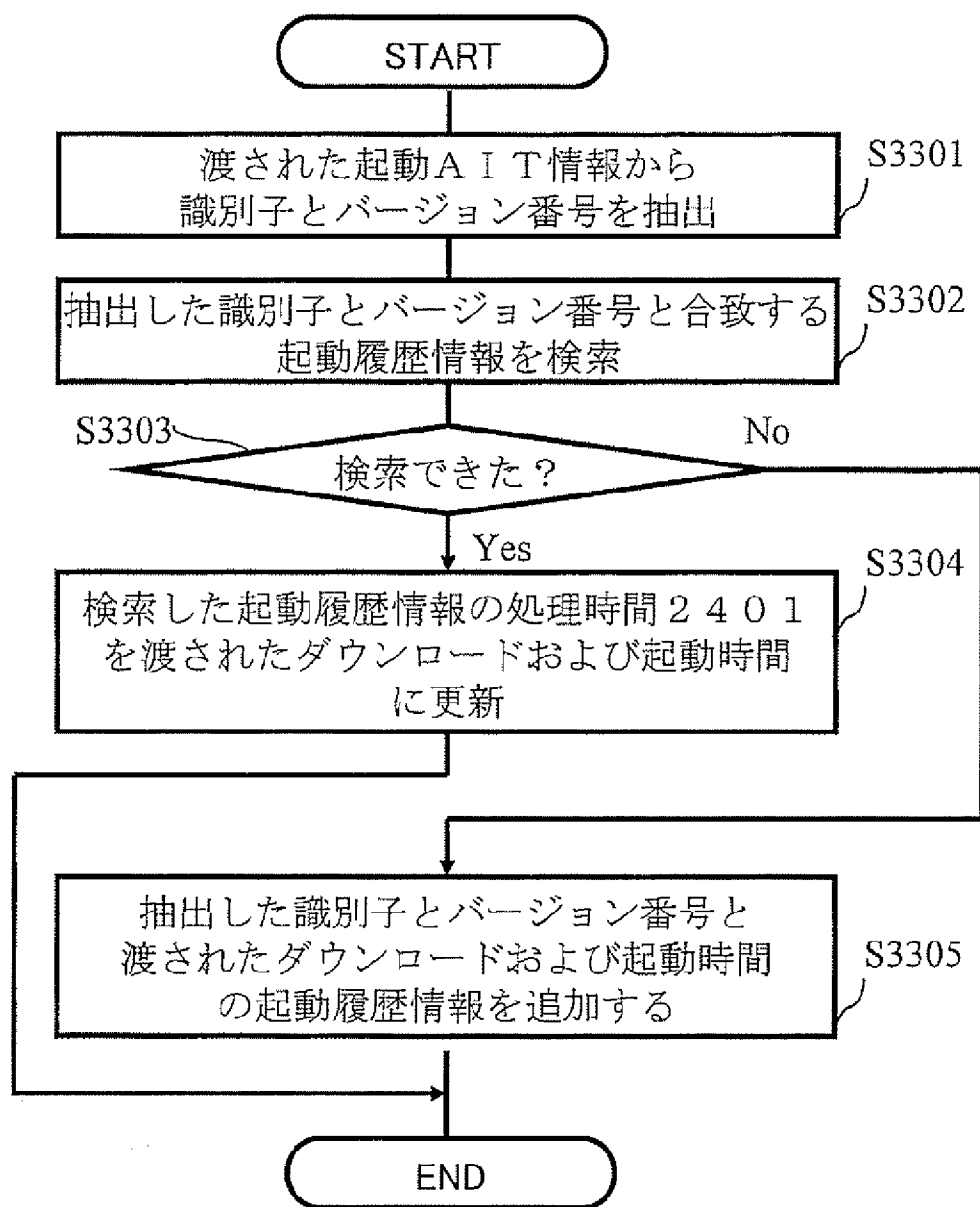 START
渡された起動ＡＩＴ情報から
識別子とバージョン番号を抽出
S3301
抽出した識別子とバージョン番号と合致する
起動履歴情報を検索
S3302
S3303
検索できた？
No
Yes
検索した起動履歴情報の処理時間２４０１
を渡されたダウンロードおよび起動時間
に更新
S3304
抽出した識別子とバージョン番号と
渡されたダウンロードおよび起動時間
の起動履歴情報を追加する
S3305
END